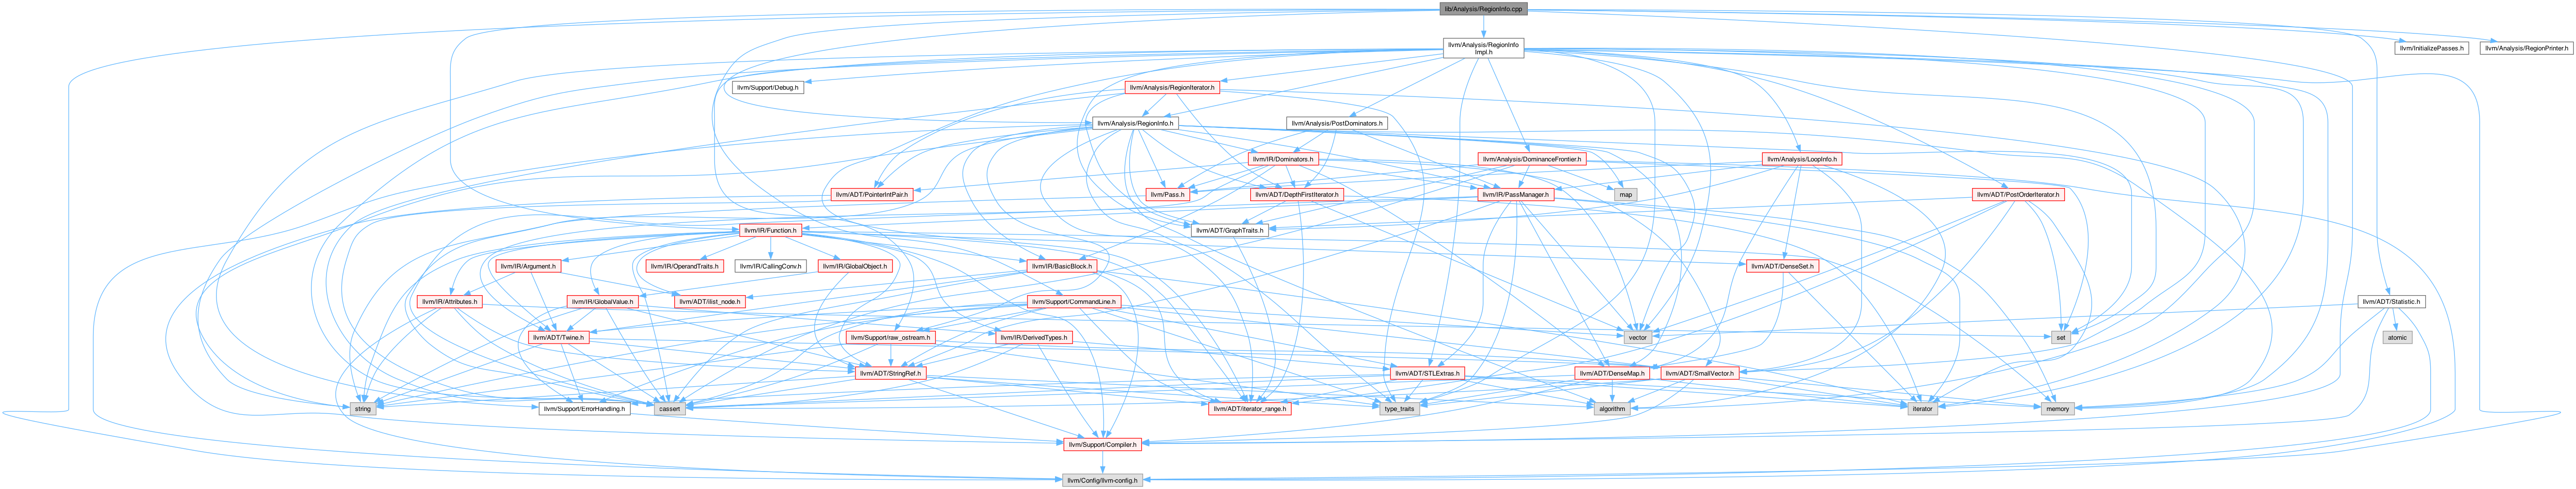 lib/Analysis/RegionInfo.cpp
llvm/Analysis/RegionInfo
Impl.h
llvm/InitializePasses.h
llvm/Analysis/RegionPrinter.h
llvm/Support/Debug.h
llvm/Analysis/RegionIterator.h
llvm/Analysis/RegionInfo.h
llvm/Analysis/PostDominators.h
llvm/IR/Dominators.h
llvm/Analysis/DominanceFrontier.h
llvm/Analysis/LoopInfo.h
llvm/ADT/PointerIntPair.h
llvm/Pass.h
llvm/ADT/DepthFirstIterator.h
llvm/IR/PassManager.h
map
llvm/ADT/PostOrderIterator.h
llvm/IR/Function.h
llvm/ADT/GraphTraits.h
llvm/IR/Argument.h
llvm/IR/OperandTraits.h
llvm/IR/CallingConv.h
llvm/IR/GlobalObject.h
llvm/IR/BasicBlock.h
llvm/ADT/DenseSet.h
llvm/IR/Attributes.h
llvm/IR/GlobalValue.h
llvm/ADT/ilist_node.h
llvm/Support/CommandLine.h
llvm/ADT/Statistic.h
llvm/ADT/Twine.h
llvm/Support/raw_ostream.h
llvm/IR/DerivedTypes.h
vector
set
atomic
llvm/ADT/StringRef.h
llvm/ADT/STLExtras.h
llvm/ADT/DenseMap.h
llvm/ADT/SmallVector.h
string
llvm/Support/ErrorHandling.h
cassert
llvm/ADT/iterator_range.h
type_traits
algorithm
iterator
memory
llvm/Support/Compiler.h
llvm/Config/llvm-config.h